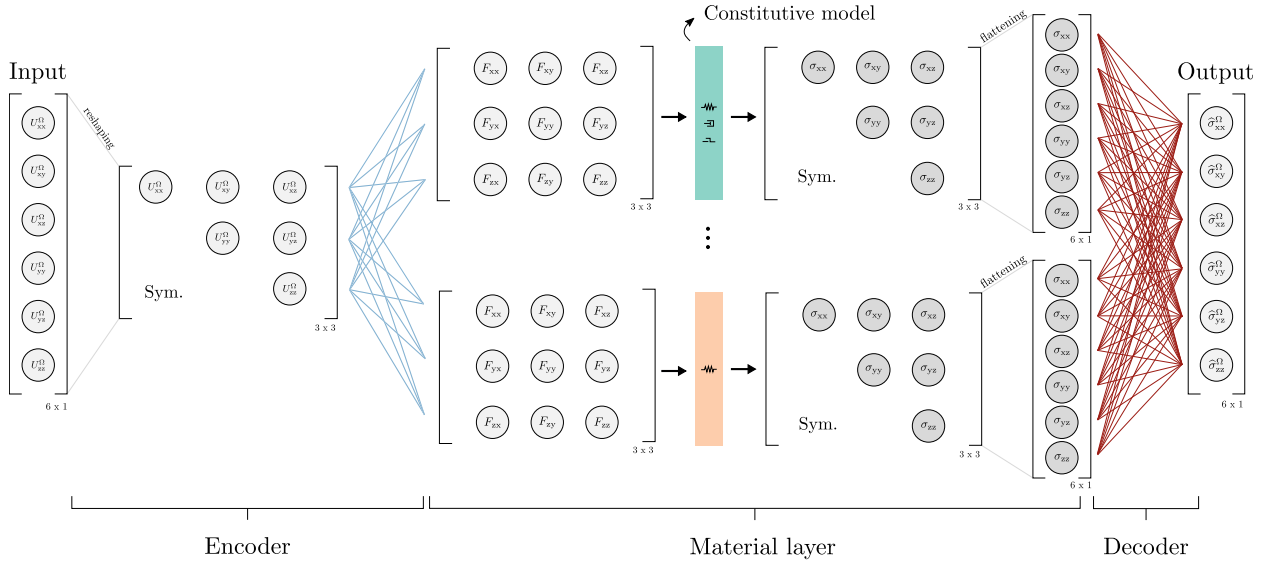 Constitutive model
Input
reshaping
U^Ω_xx
U^Ω_xy
U^Ω_xz
U^Ω_yy
U^Ω_yz
U^Ω_zz
6 x 1
U^Ω_xx U^Ω_xy U^Ω_xz
U^Ω_yy U^Ω_yz
Sym. U^Ω_zz
3 x 3
F_xx F_xy F_xz
F_yx F_yy F_yz
F_zx F_zy F_zz
3 x 3
σ_xx σ_xy σ_xz
σ_yy σ_yz
Sym. σ_zz
3 x 3
flattening
σ_xx
σ_xy
σ_xz
σ_yy
σ_yz
σ_zz
6 x 1
F_xx F_xy F_xz
F_yx F_yy F_yz
F_zx F_zy F_zz
3 x 3
σ_xx σ_xy σ_xz
σ_yy σ_yz
Sym. σ_zz
3 x 3
flattening
σ_xx
σ_xy
σ_xz
σ_yy
σ_yz
σ_zz
6 x 1
Output
σ̂^Ω_xx
σ̂^Ω_xy
σ̂^Ω_xz
σ̂^Ω_yy
σ̂^Ω_yz
σ̂^Ω_zz
6 x 1
Encoder
Material layer
Decoder